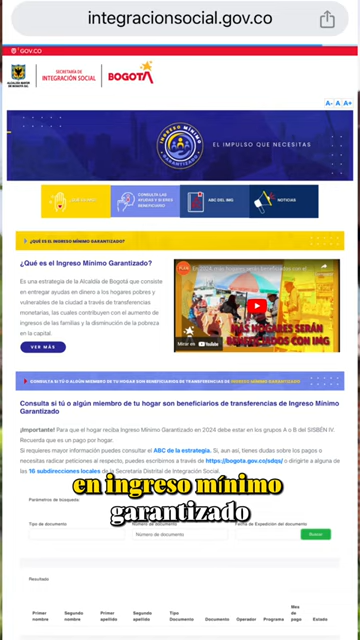 integracionsocial.gov.co
GOV.CO
ALCALDÍA MAYOR
DE BOGOTÁ D.C.
SECRETARÍA DE
INTEGRACIÓN SOCIAL
BOGOTÁ
A- A A+
INGRESO MÍNIMO
GARANTIZADO
EL IMPULSO QUE NECESITAS
CONSULTA LAS
AYUDAS Y SI ERES
BENEFICIARIO
ABC DEL IMG
NOTICIAS
¿QUÉ ES EL INGRESO MÍNIMO GARANTIZADO?
¿Qué es el Ingreso Mínimo Garantizado?
Es una estrategia de la Alcaldía de Bogotá que consiste
en entregar ayudas en dinero a los hogares pobres y
vulnerables de la ciudad a través de transferencias
monetarias, las cuales contribuyen con el aumento de
ingresos de las familias y la disminución de la pobreza
en la capital.
VER MÁS
En 2024, más hogares serán benefic
MÁS HOGARES SERÁN
BENEFICIADOS CON IMG
Mirar en YouTube
CONSULTA SI TÚ O ALGÚN MIEMBRO DE TU HOGAR SON BENEFICIARIOS DE TRANSFERENCIAS DE INGRESO MÍNIMO GARANTIZADO
Consulta si tú o algún miembro de tu hogar son beneficiarios de transferencias de Ingreso Mínimo
Garantizado
¡Importante! Para que el hogar reciba Ingreso Mínimo Garantizado en 2024 debe estar en los grupos A o B del SISBÉN IV.
Recuerda que es un pago por hogar.
Si requieres mayor información puedes consultar el ABC de la estrategia. Si, aun así, tienes dudas sobre los pagos o
necesitas radicar peticiones al respecto, puedes escribirnos a través de https://bogota.gov.co/sdqs/ o dirigirte a alguna de
las 16 subdirecciones locales de la Secretaría Distrital de Integración Social.
en ingreso mínimo
garantizado
Parámetros de búsqueda
Tipo de documento
Número de documento
Fecha de Expedición del documento
Número de documento
Buscar
Resultado
Primer nombre
Segundo nombre
Primer apellido
Segundo apellido
Tipo Documento
Documento
Operador
Programa
Mes de pago
Estado